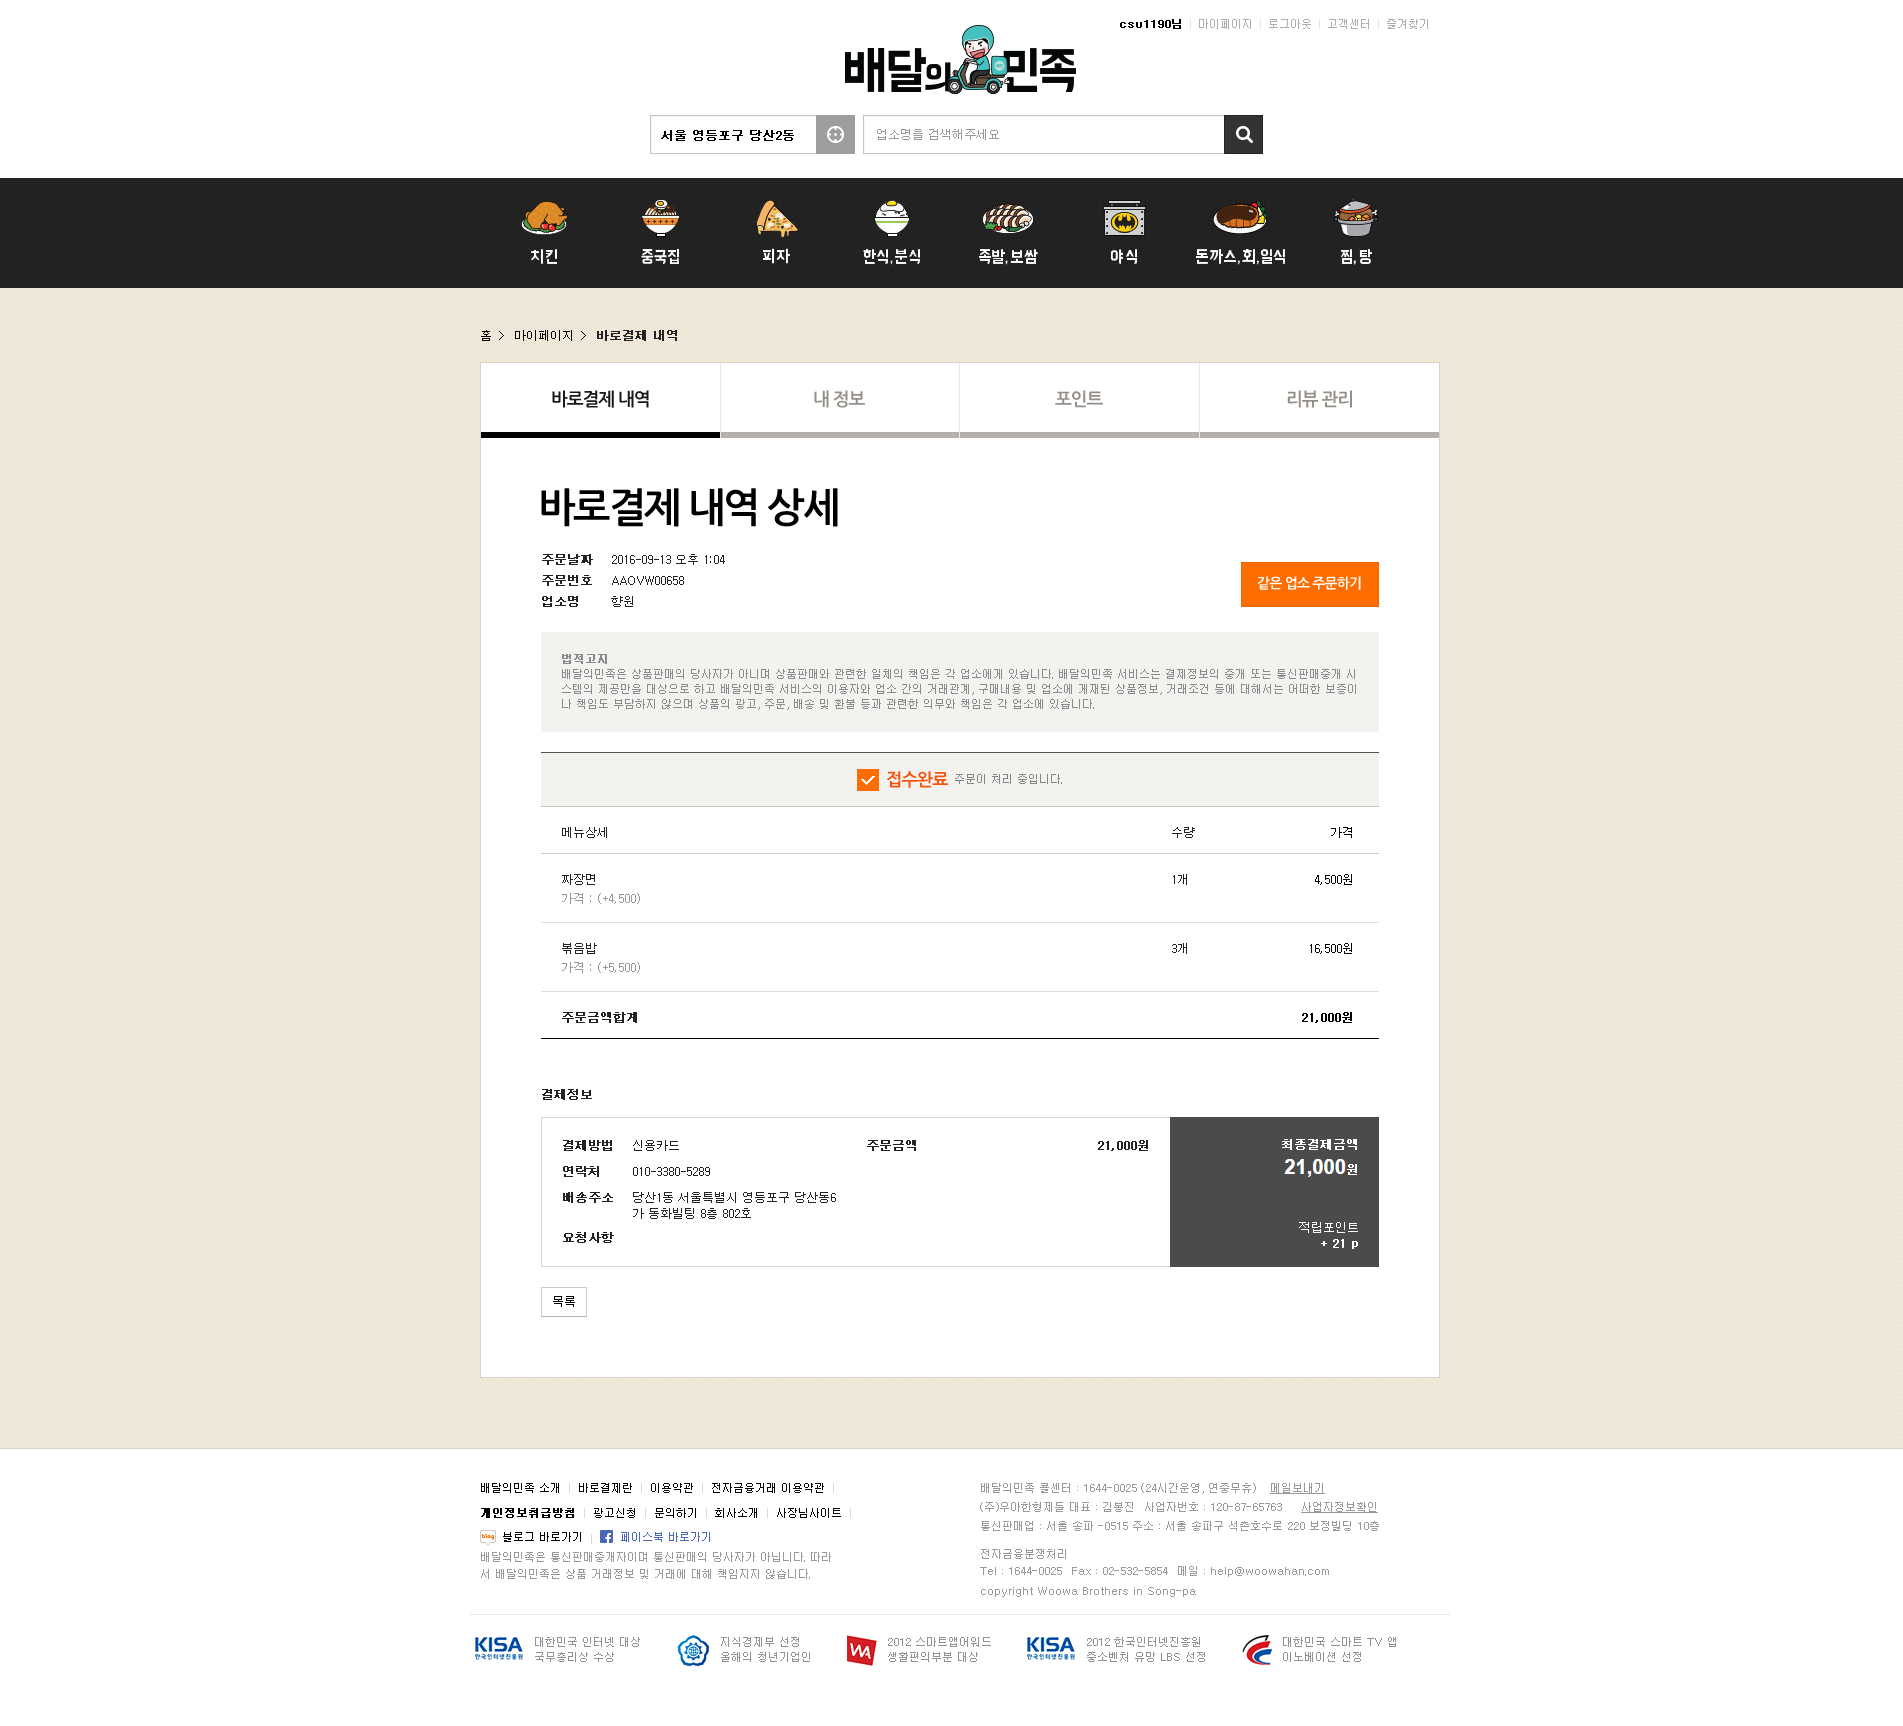 csu1190님 마이페이지 로그아웃 고객센터 즐겨찾기
배달의민족
서울 영등포구 당산2동 업소명을 검색해주세요
치킨 중국집 피자 한식,분식 족발,보쌈 야식 돈까스,회,일식 찜,탕
홈 > 마이페이지 > 바로결제 내역
바로결제 내역 내 정보 포인트 리뷰 관리
바로결제 내역 상세
주문날짜 2016-09-13 오후 1:04
주문번호 AAOVW00658
업소명 향원
같은 업소 주문하기
법적고지
배달의민족은 상품판매의 당사자가 아니며 상품판매와 관련한 일체의 책임은 각 업소에게 있습니다. 배달의민족 서비스는 결제정보의 중개 또는 통신판매중개 시
스템의 제공만을 대상으로 하고 배달의민족 서비스의 이용자와 업소 간의 거래관계, 구매내용 및 업소에 게재된 상품정보, 거래조건 등에 대해서는 어떠한 보증이
나 책임도 부담하지 않으며 상품의 광고, 주문, 배송 및 환불 등과 관련한 의무와 책임은 각 업소에 있습니다.
접수완료 주문이 처리 중입니다.
메뉴상세 수량 가격
짜장면 1개 4,500원
가격 : (+4,500)
볶음밥 3개 16,500원
가격 : (+5,500)
주문금액합계 21,000원
결제정보
결제방법 신용카드 주문금액 21,000원
연락처 010-3380-5289
배송주소 당산1동 서울특별시 영등포구 당산동6
가 동화빌팅 8층 802호
요청사항
최종결제금액
21,000원
적립포인트
+ 21 p
목록
배달의민족 소개 바로결제란 이용약관 전자금융거래 이용약관
개인정보취급방침 광고신청 문의하기 회사소개 사장님사이트
blog 블로그 바로가기 페이스북 바로가기
배달의민족은 통신판매중개자이며 통신판매의 당사자가 아닙니다. 따라
서 배달의민족은 상품 거래정보 및 거래에 대해 책임지지 않습니다.
배달의민족 콜센터 : 1644-0025 (24시간운영, 연중무휴) 메일보내기
(주)우아한형제들 대표 : 김봉진 사업자번호 : 120-87-65763 사업자정보확인
통신판매업 : 서울 송파 -0515 주소 : 서울 송파구 석촌호수로 220 보정빌딩 10층
전자금융분쟁처리
Tel : 1644-0025 Fax : 02-532-5854 메일 : help@woowahan.com
copyright Woowa Brothers in Song-pa
KISA 한국인터넷진흥원 대한민국 인터넷 대상
국무총리상 수상
지식경제부 선정
올해의 청년기업인
WA 2012 스마트앱어워드
생활편의부분 대상
KISA 한국인터넷진흥원 2012 한국인터넷진흥원
중소벤처 유망 LBS 선정
대한민국 스마트 TV 앱
이노베이션 선정